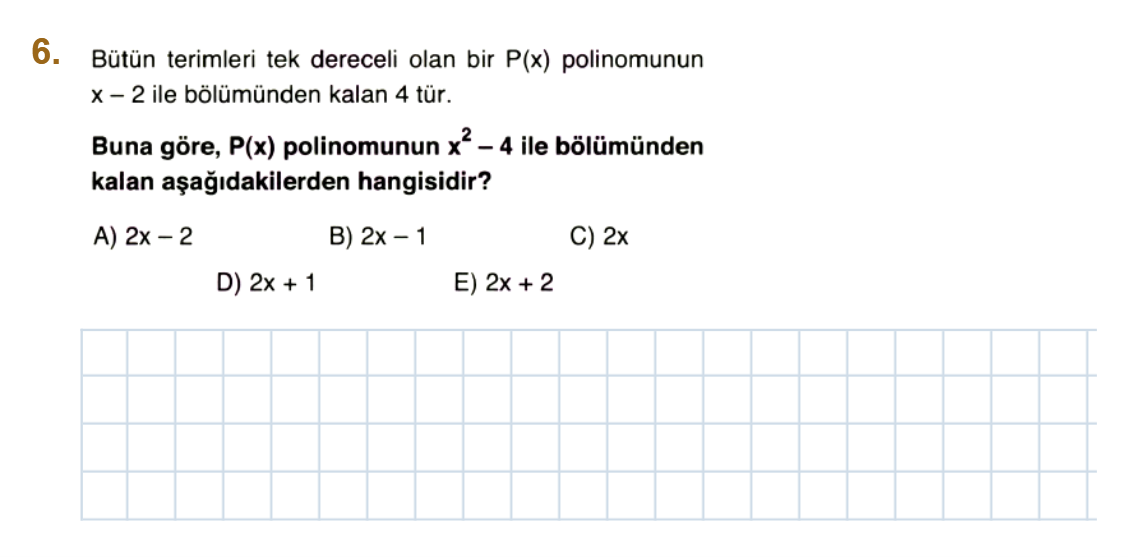 6. Bütün terimleri tek dereceli olan bir P(x) polinomunun
x – 2 ile bölümünden kalan 4 tür.
Buna göre, P(x) polinomunun x² – 4 ile bölümünden
kalan aşağıdakilerden hangisidir?
A) 2x – 2 B) 2x – 1 C) 2x
D) 2x + 1 E) 2x + 2